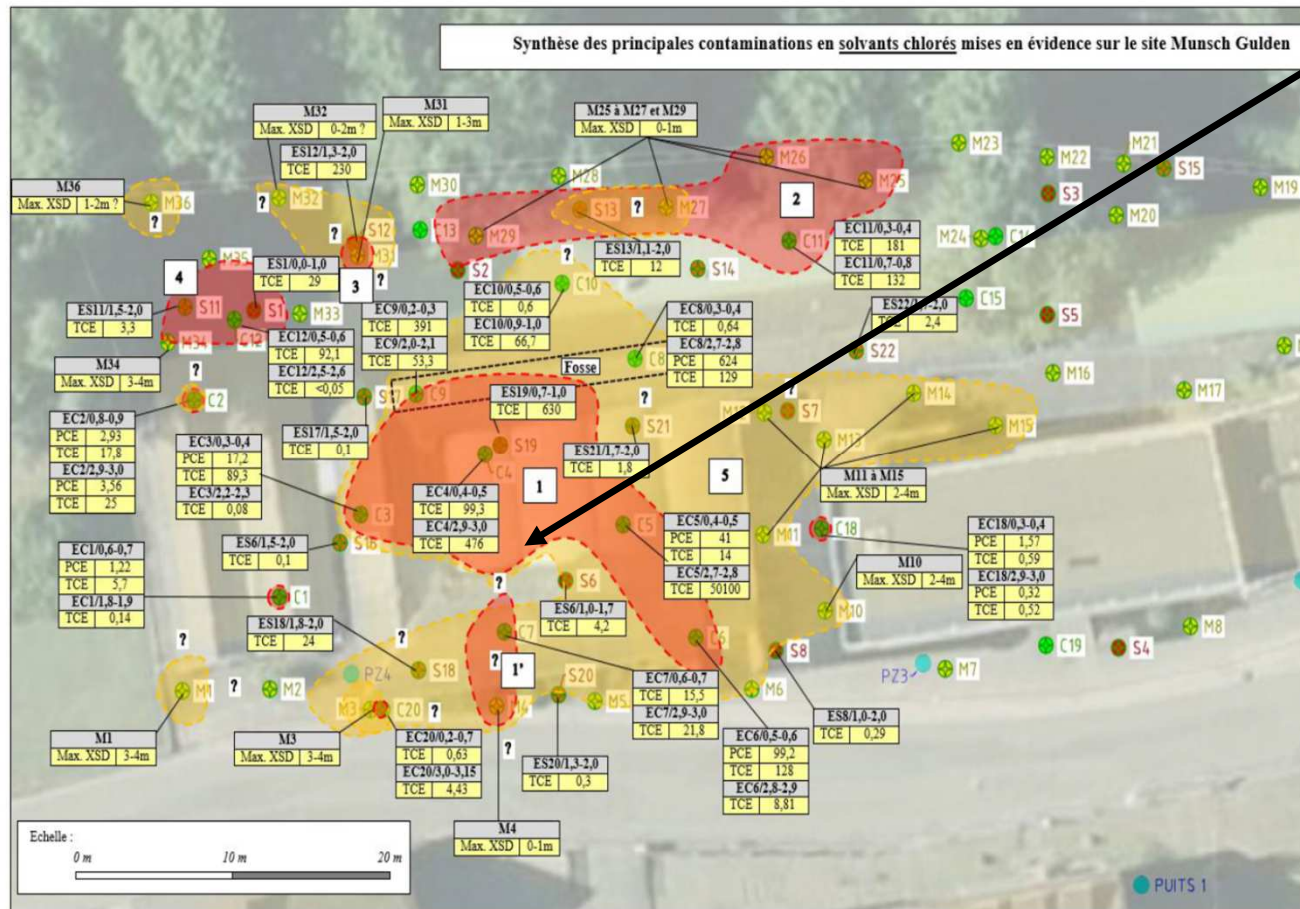 Synthèse des principales contaminations en solvants chlorés mises en évidence sur le site Munsch Gulden
M32
Max. XSD 0-2m ?
M31
Max. XSD 1-3m
M25 à M27 et M29
Max. XSD 0-1m
ES12/1,3-2,0
TCE 230
M36
Max. XSD 1-2m ?
M36
?
?
M32
M30
M28
M26
M25
M23
M22
M21
S15
M19
S3
M20
S12
M31
C13
M29
S13
?
M27
2
C11
M24
C14
EC11/0,3-0,4
TCE 181
EC11/0,7-0,8
TCE 132
ES13/1,1-2,0
TCE 12
M35
4
ES1/0,0-1,0
TCE 29
3
?
S2
?
C10
S14
ES11/1,5-2,0
TCE 3,3
S11
S1
C12
M33
M34
M34
Max. XSD 3-4m
EC12/0,5-0,6
TCE 92,1
EC12/2,5-2,6
TCE <0,05
EC9/0,2-0,3
TCE 391
EC9/2,0-2,1
TCE 53,3
EC10/0,5-0,6
TCE 0,6
EC10/0,9-1,0
TCE 66,7
EC8/0,3-0,4
TCE 0,64
EC8/2,7-2,8
PCE 624
TCE 129
TCE 2,4
S22
C15
S5
M16
M17
Fosse
C8
?
C2
S17
C9
ES19/0,7-1,0
TCE 630
?
S21
?
S7
M14
M15
M13
EC2/0,8-0,9
PCE 2,93
TCE 17,8
EC2/2,9-3,0
PCE 3,56
TCE 25
EC3/0,3-0,4
PCE 17,2
TCE 89,3
EC3/2,2-2,3
TCE 0,08
ES17/1,5-2,0
TCE 0,1
S19
C4
ES21/1,7-2,0
TCE 1,8
M11 à M15
Max. XSD 2-4m
1
5
EC4/0,4-0,5
TCE 99,3
EC4/2,9-3,0
TCE 476
C3
S16
C5
M11
C18
EC5/0,4-0,5
PCE 41
TCE 14
EC5/2,7-2,8
TCE 50100
EC18/0,3-0,4
PCE 1,57
TCE 0,59
EC18/2,9-3,0
PCE 0,32
TCE 0,52
ES6/1,5-2,0
TCE 0,1
EC1/0,6-0,7
PCE 1,22
TCE 5,7
EC1/1,8-1,9
TCE 0,14
C1
?
S6
M10
Max. XSD 2-4m
M10
ES6/1,0-1,7
TCE 4,2
ES18/1,8-2,0
TCE 24
?
C7
?
1'
C6
M8
C19
S4
S8
PZ3
M7
M1
?
M2
PZ4
S18
S20
M3
C20
?
M4
M5
M6
EC7/0,6-0,7
TCE 15,5
EC7/2,9-3,0
TCE 21,8
ES8/1,0-2,0
TCE 0,29
M1
Max. XSD 3-4m
M3
Max. XSD 3-4m
EC20/0,2-0,7
TCE 0,63
EC20/3,0-3,15
TCE 4,43
?
ES20/1,3-2,0
TCE 0,3
EC6/0,5-0,6
PCE 99,2
TCE 128
EC6/2,8-2,9
TCE 8,81
M4
Max. XSD 0-1m
Echelle :
0 m 10 m 20 m
PUITS 1